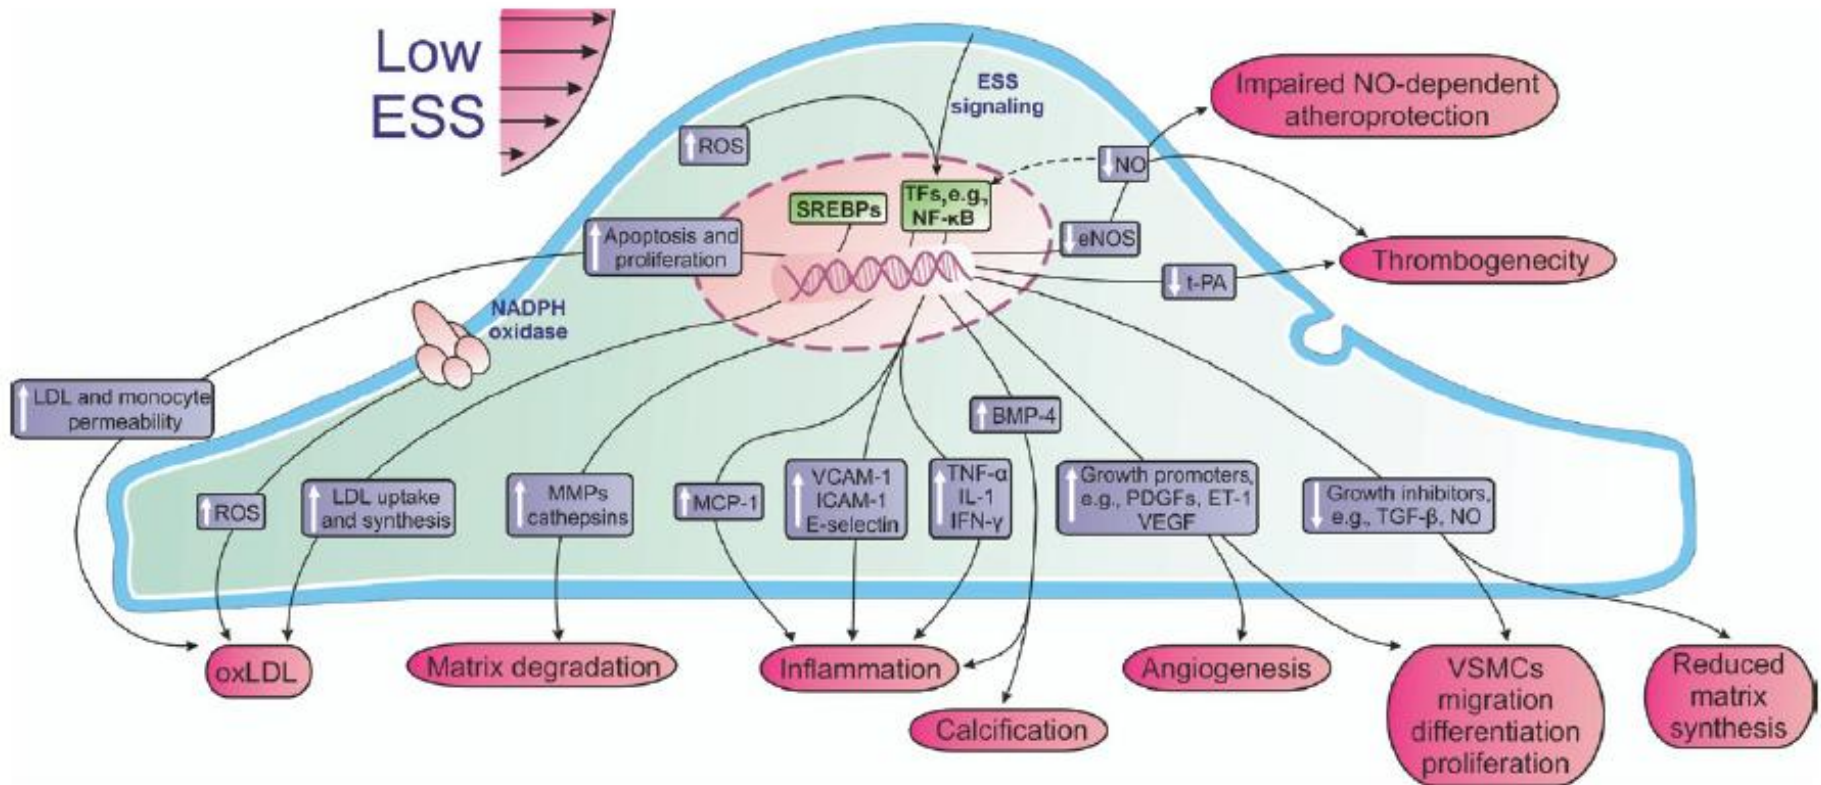 Low
ESS
ESS
signaling
Impaired NO-dependent
atheroprotection
ROS
NO
SREBPs
TFs,e.g,
NF-κB
Apoptosis and
proliferation
eNOS
Thrombogenecity
t-PA
NADPH
oxidase
LDL and monocyte
permeability
BMP-4
ROS
LDL uptake
and synthesis
MMPs
cathepsins
MCP-1
VCAM-1
ICAM-1
E-selectin
TNF-α
IL-1
IFN-γ
Growth promoters,
e.g., PDGFs, ET-1
VEGF
Growth inhibitors,
e.g., TGF-β, NO
oxLDL
Matrix degradation
Inflammation
Calcification
Angiogenesis
VSMCs
migration
differentiation
proliferation
Reduced
matrix
synthesis